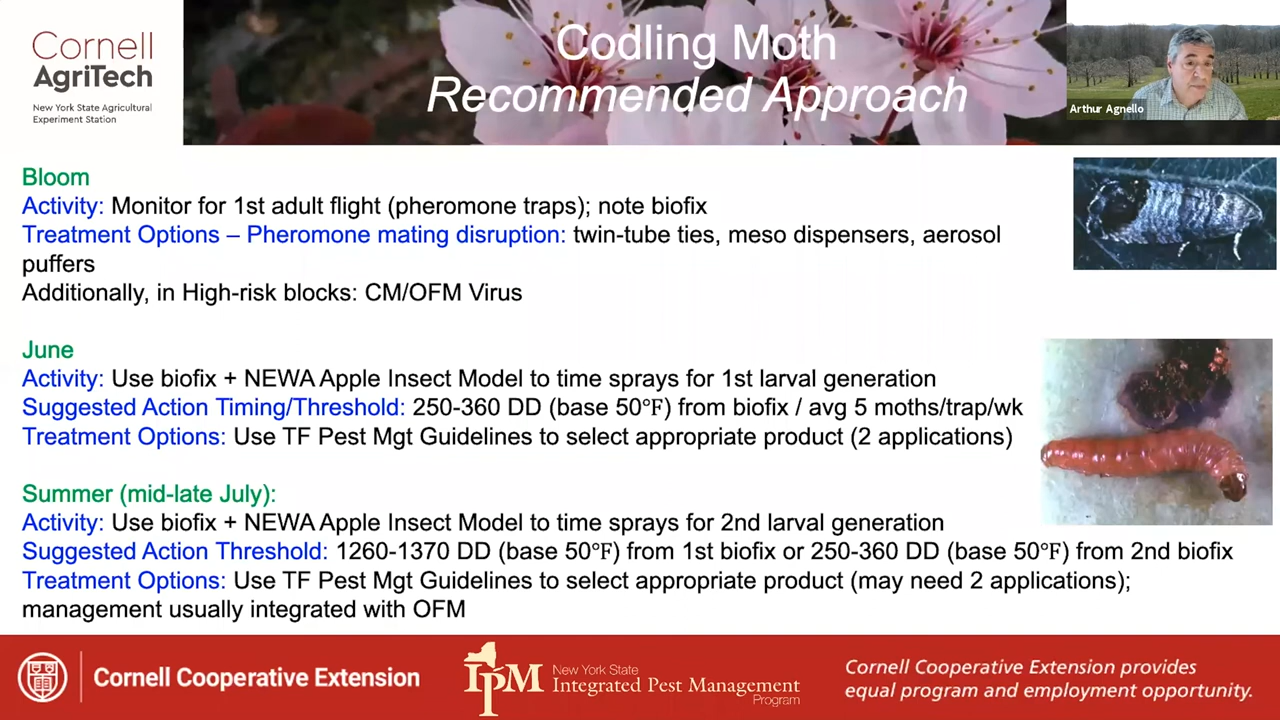 Cornell
AgriTech
New York State Agricultural
Experiment Station
Codling Moth
Recommended Approach
Arthur Agnello
Bloom
Activity: Monitor for 1st adult flight (pheromone traps); note biofix
Treatment Options – Pheromone mating disruption: twin-tube ties, meso dispensers, aerosol
puffers
Additionally, in High-risk blocks: CM/OFM Virus
June
Activity: Use biofix + NEWA Apple Insect Model to time sprays for 1st larval generation
Suggested Action Timing/Threshold: 250-360 DD (base 50°F) from biofix / avg 5 moths/trap/wk
Treatment Options: Use TF Pest Mgt Guidelines to select appropriate product (2 applications)
Summer (mid-late July):
Activity: Use biofix + NEWA Apple Insect Model to time sprays for 2nd larval generation
Suggested Action Threshold: 1260-1370 DD (base 50°F) from 1st biofix or 250-360 DD (base 50°F) from 2nd biofix
Treatment Options: Use TF Pest Mgt Guidelines to select appropriate product (may need 2 applications);
management usually integrated with OFM
Cornell Cooperative Extension
IPM
New York State
Integrated Pest Management
Program
Cornell Cooperative Extension provides
equal program and employment opportunity.